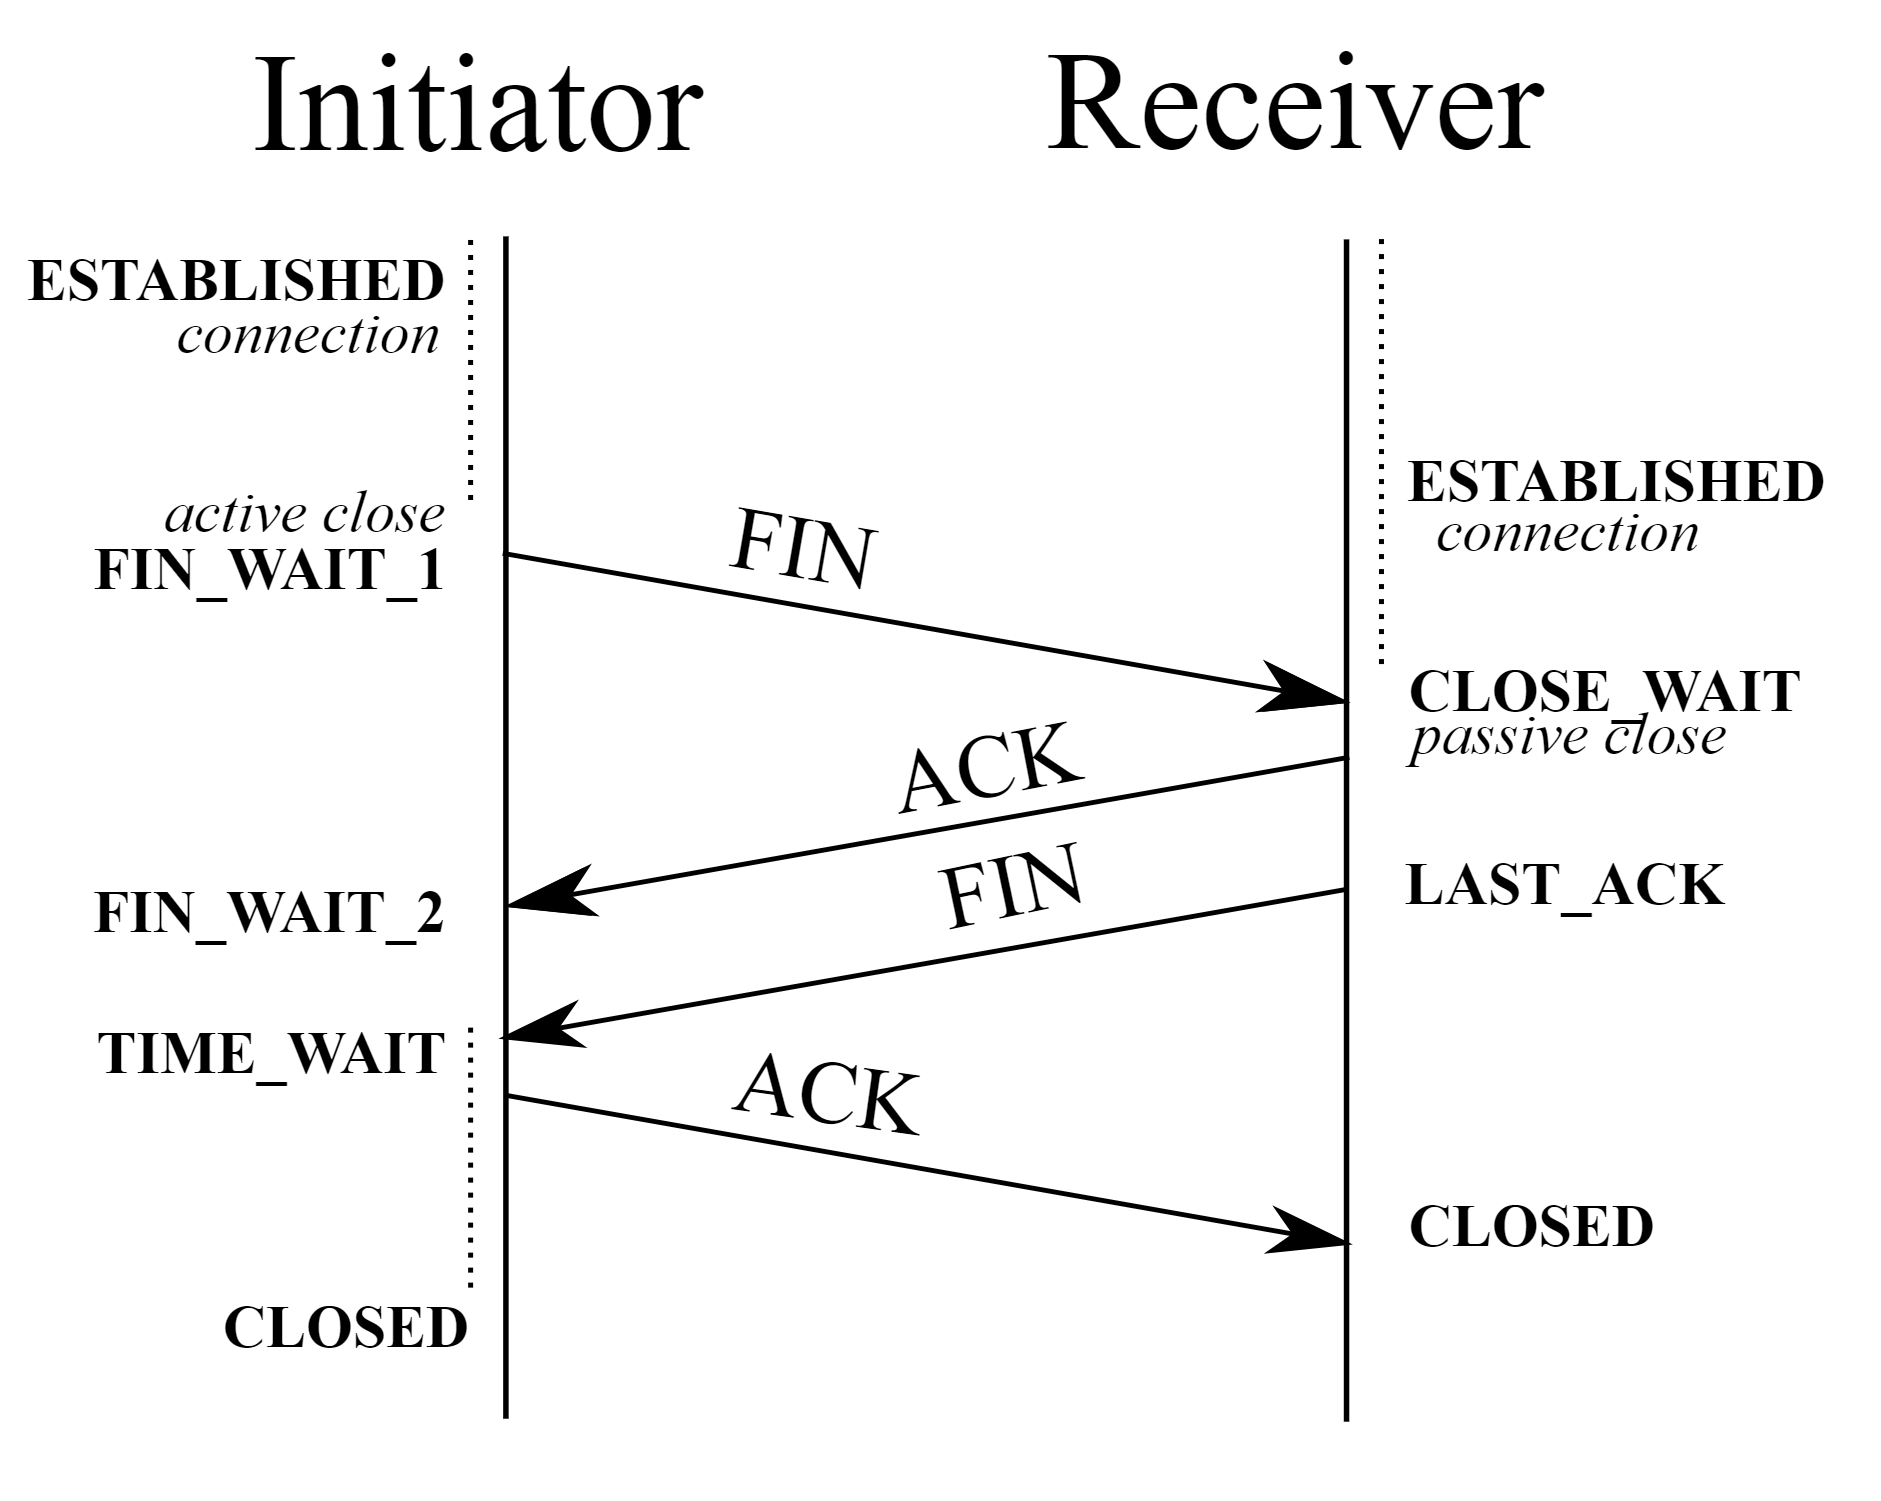 Initiator
Receiver
ESTABLISHED
connection
active close
FIN_WAIT_1
FIN
ESTABLISHED
connection
CLOSE_WAIT
passive close
ACK
FIN_WAIT_2
FIN
LAST_ACK
TIME_WAIT
ACK
CLOSED
CLOSED